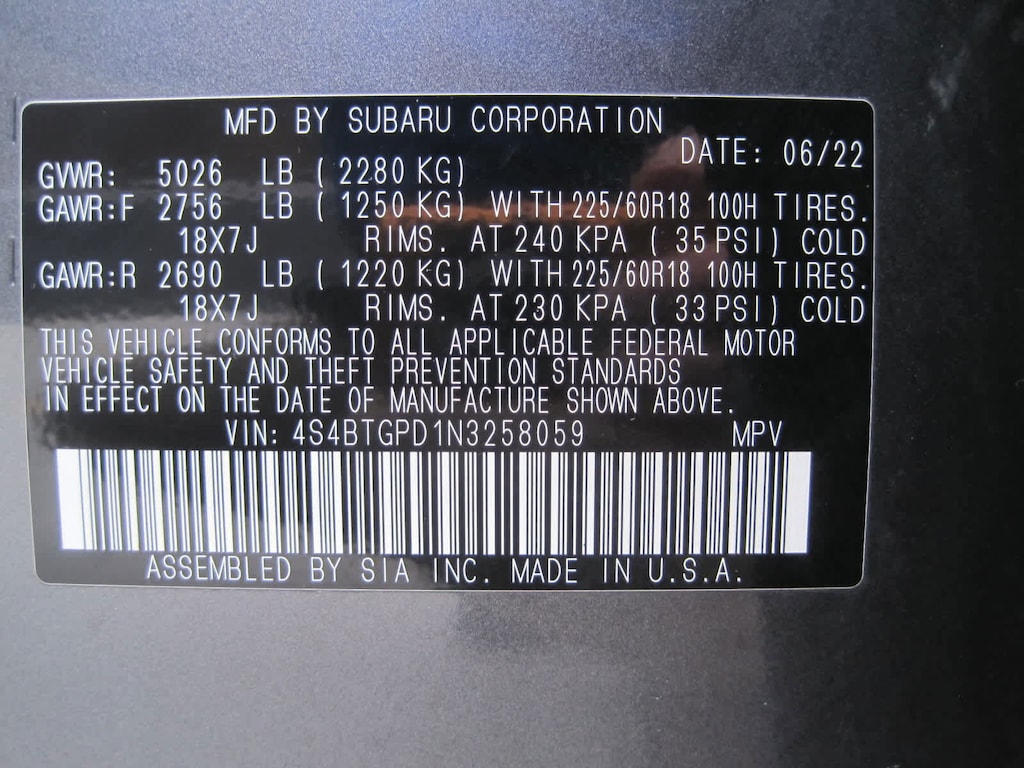 MFD BY SUBARU CORPORATION
DATE: 06/22
GVWR: 5026 LB ( 2280 KG)
GAWR:F 2756 LB ( 1250 KG) WITH 225/60R18 100H TIRES.
18X7J RIMS. AT 240 KPA ( 35 PSI) COLD
GAWR:R 2690 LB ( 1220 KG) WITH 225/60R18 100H TIRES.
18X7J RIMS. AT 230 KPA ( 33 PSI) COLD
THIS VEHICLE CONFORMS TO ALL APPLICABLE FEDERAL MOTOR
VEHICLE SAFETY AND THEFT PREVENTION STANDARDS
IN EFFECT ON THE DATE OF MANUFACTURE SHOWN ABOVE.
VIN: 4S4BTGPD1N3258059 MPV
ASSEMBLED BY SIA INC. MADE IN U.S.A.